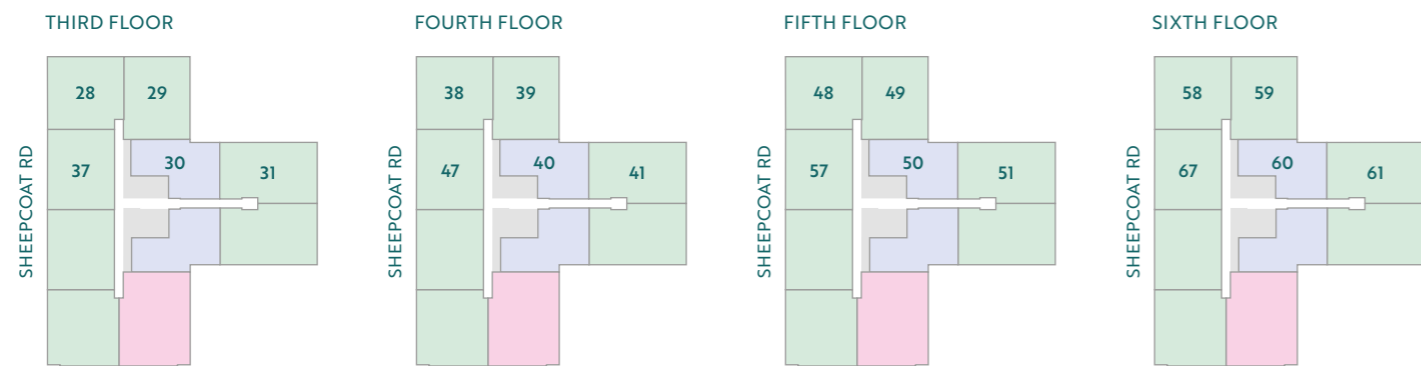 THIRD FLOOR
28 29
37 30 31
SHEEPCOAT RD
FOURTH FLOOR
38 39
47 40 41
SHEEPCOAT RD
FIFTH FLOOR
48 49
57 50 51
SHEEPCOAT RD
SIXTH FLOOR
58 59
67 60 61
SHEEPCOAT RD